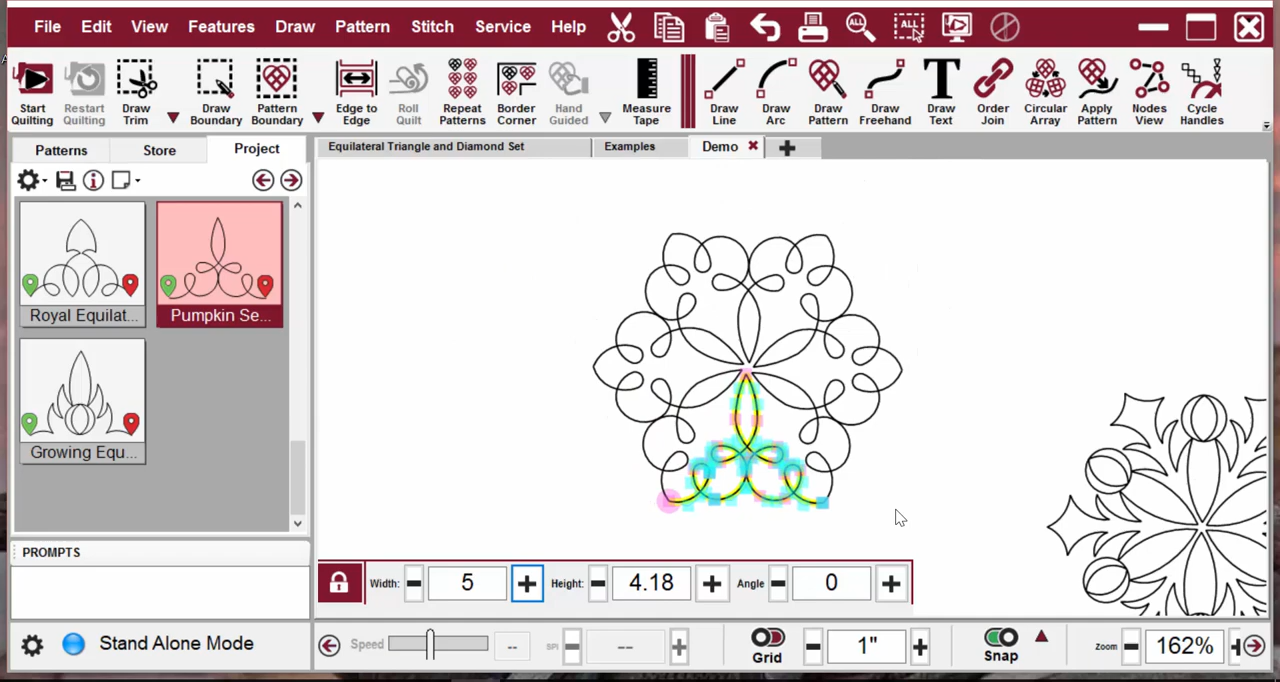 File Edit View Features Draw Pattern Stitch Service Help
ALL ALL
Start Quilting
Restart Quilting
Draw Trim
Draw Boundary
Pattern Boundary
Edge to Edge
Roll Quilt
Repeat Patterns
Border Corner
Hand Guided
Measure Tape
Draw Line
Draw Arc
Draw Pattern
Draw Freehand
Draw Text
Order Join
Circular Array
Apply Pattern
Nodes View
Cycle Handles
Patterns Store Project
Equilateral Triangle and Diamond Set Examples Demo
Royal Equilat... Pumpkin Se...
Growing Equ...
PROMPTS
Width: 5 Height: 4.18 Angle 0
Stand Alone Mode
Speed -- SPI -- Grid 1" Snap Zoom 162%